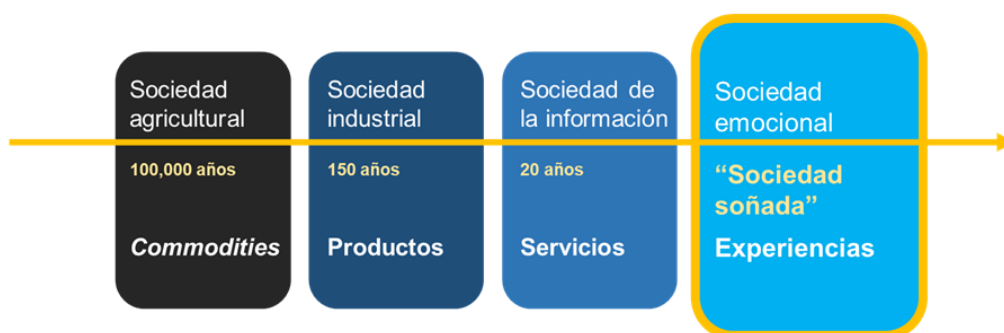 Sociedad
agricultural
100,000 años
Commodities
Sociedad
industrial
150 años
Productos
Sociedad de
la información
20 años
Servicios
Sociedad
emocional
“Sociedad
soñada”
Experiencias